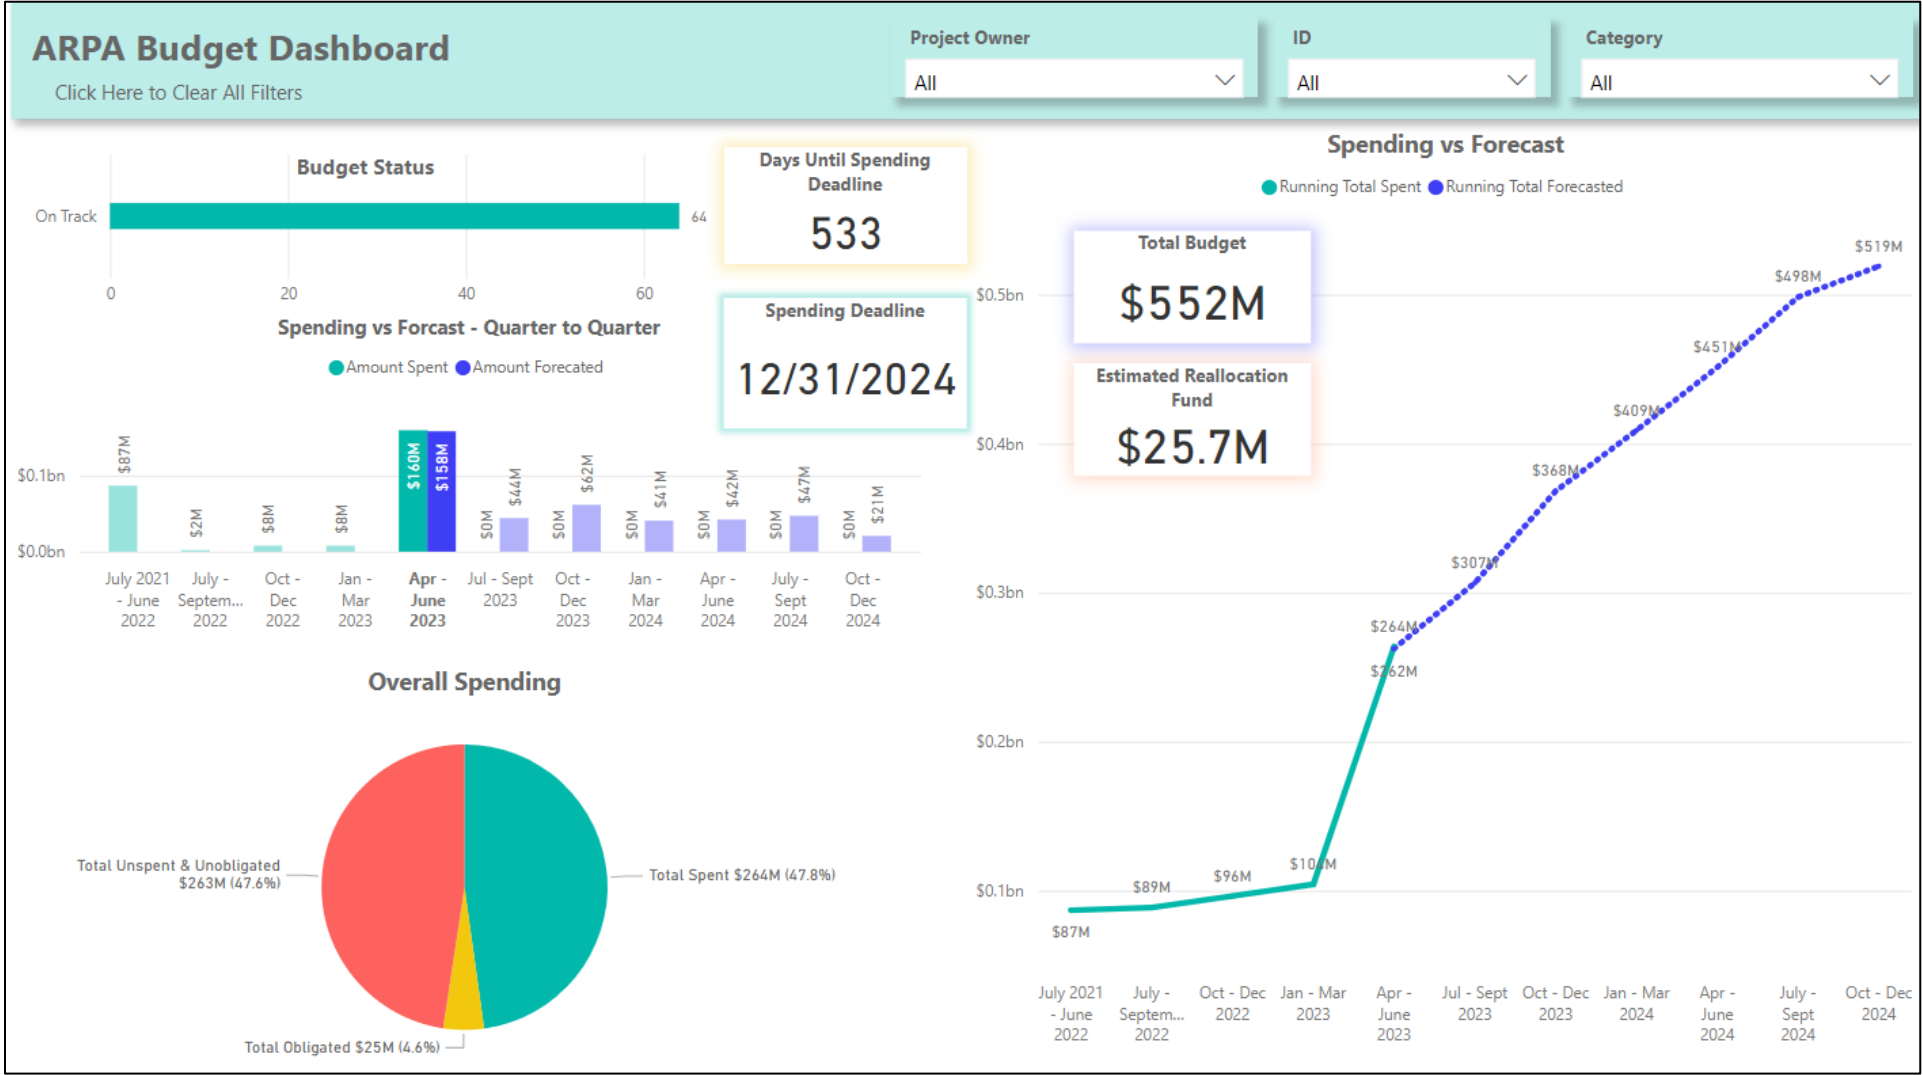 ARPA Budget Dashboard
Click Here to Clear All Filters
Project Owner
All
ID
All
Category
All
Budget Status
On Track
64
0
20
40
60
Days Until Spending
Deadline
533
Spending Deadline
12/31/2024
Spending vs Forcast - Quarter to Quarter
Amount Spent
Amount Forecated
$0.1bn
$0.0bn
$87M
$2M
$8M
$8M
$160M
$158M
$0M
$44M
$0M
$62M
$0M
$41M
$0M
$42M
$0M
$47M
$0M
$21M
July 2021
- June
2022
July -
Septem...
2022
Oct -
Dec
2022
Jan -
Mar
2023
Apr -
June
2023
Jul - Sept
2023
Oct -
Dec
2023
Jan -
Mar
2024
Apr -
June
2024
July -
Sept
2024
Oct -
Dec
2024
Overall Spending
Total Unspent & Unobligated
$263M (47.6%)
Total Spent $264M (47.8%)
Total Obligated $25M (4.6%)
Spending vs Forecast
Running Total Spent
Running Total Forecasted
Total Budget
$552M
Estimated Reallocation
Fund
$25.7M
$0.5bn
$0.4bn
$0.3bn
$0.2bn
$0.1bn
$87M
$89M
$96M
$264M
$262M
$307M
$368M
$409M
$451M
$498M
$519M
July 2021
- June
2022
July -
Septem...
2022
Oct - Dec
2022
Jan - Mar
2023
Apr -
June
2023
Jul - Sept
2023
Oct - Dec
2023
Jan - Mar
2024
Apr -
June
2024
July -
Sept
2024
Oct - Dec
2024